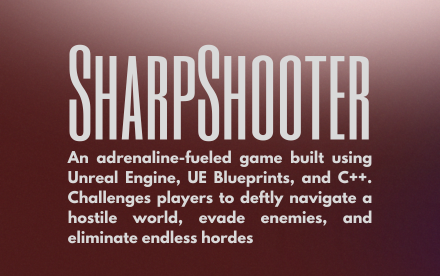 SHARPSHOOTER
An adrenaline-fueled game built using
Unreal Engine, UE Blueprints, and C++.
Challenges players to deftly navigate a
hostile world, evade enemies, and
eliminate endless hordes